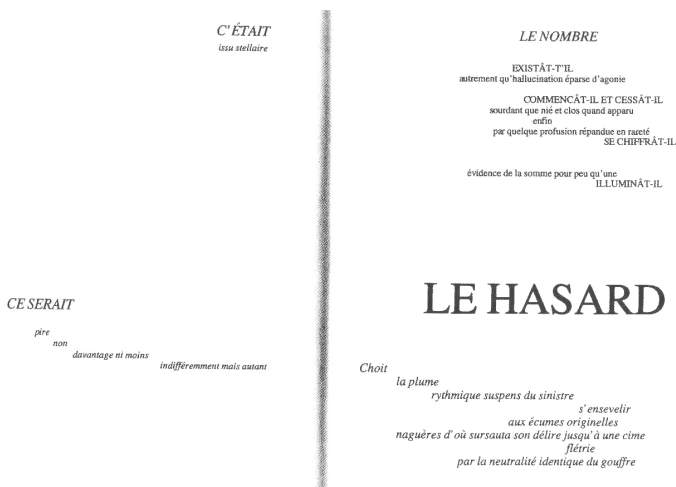 C'ÉTAIT
issu stellaire
CE SERAIT
pire
non
davantage ni moins
indifféremment mais autant
LE NOMBRE
EXISTÂT-T'IL
autrement qu'hallucination éparse d'agonie
COMMENCÂT-IL ET CESSÂT-IL
sourdant que nié et clos quand apparu
enfin
par quelque profusion répandue en rareté
SE CHIFFRÂT-IL
évidence de la somme pour peu qu'une
ILLUMINÂT-IL
LE HASARD
Choit
la plume
rythmique suspens du sinistre
s'ensevelir
aux écumes originelles
naguères d'où sursauta son délire jusqu'à une cime
flétrie
par la neutralité identique du gouffre